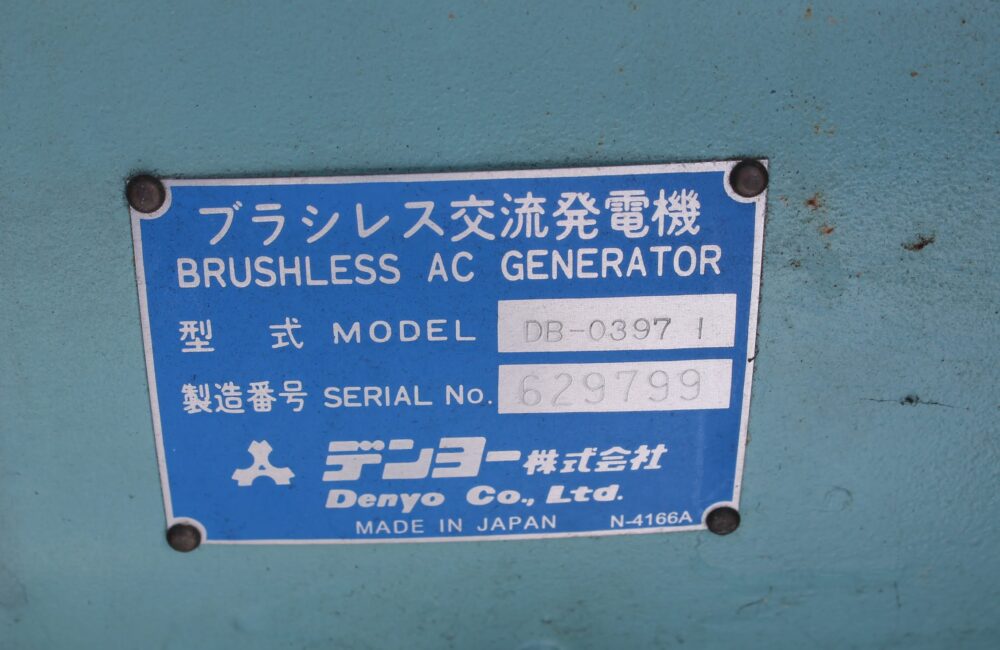 ブラシレス交流発電機
BRUSHLESS AC GENERATOR
型 式 MODEL DB-0397 I
製造番号 SERIAL No. 629799
デンヨー株式会社
Denyo Co., Ltd.
MADE IN JAPAN N-4166A